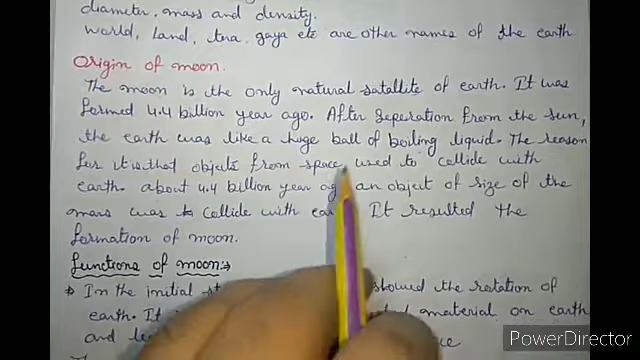 diameter, mass and density.
World, Land, tera, gaya etc are other names of the earth
Origin of moon.
The moon is the only natural satallite of earth. It was
formed 4.4 billion year ago. After seperation from the sun,
the earth was like a huge ball of boiling liquid. The reason
for it is that objects from space used to collide with
earth. about 4.4 billion year ag an object of size of the
mars was to collide with ear It resulted the
formation of moon.
Functions of moon:→
In the initial st showed the rotation of
earth. It material on earth
and
PowerDirector